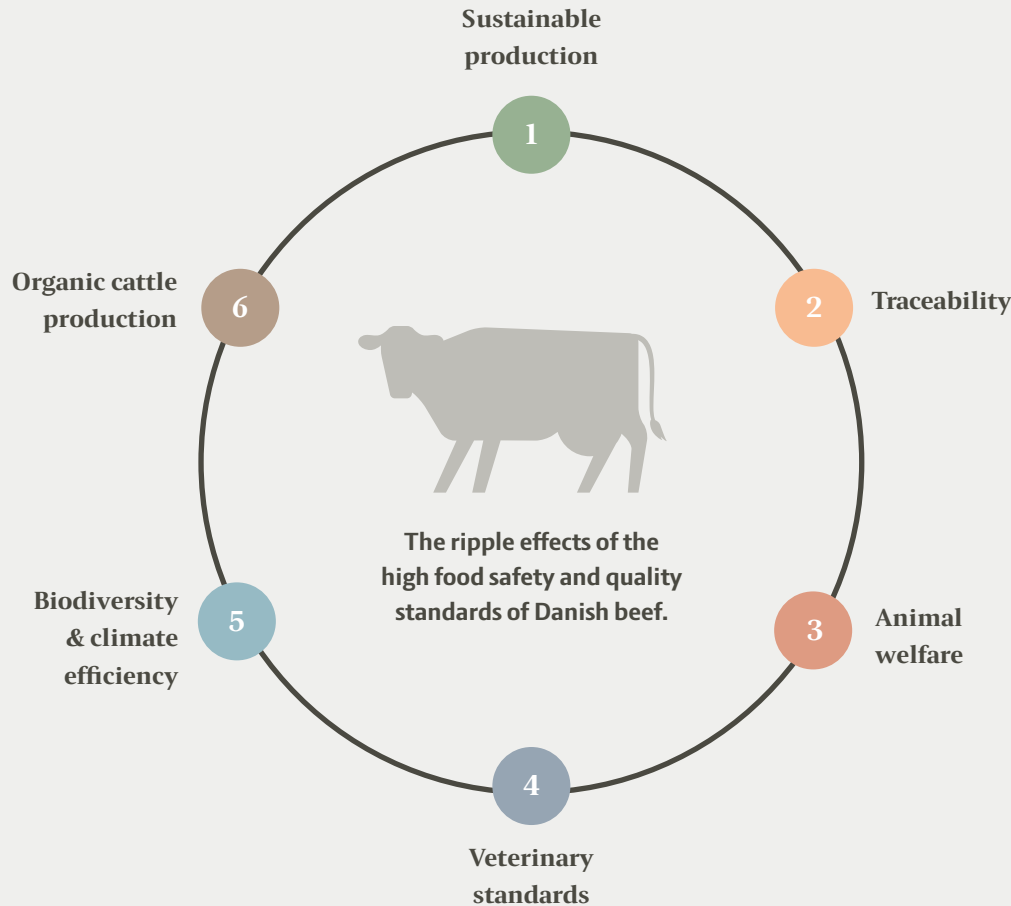 Sustainable
production
1
2
Traceability
3
Animal
welfare
4
Veterinary
standards
5
Biodiversity
& climate
efficiency
6
Organic cattle
production
The ripple effects of the
high food safety and quality
standards of Danish beef.